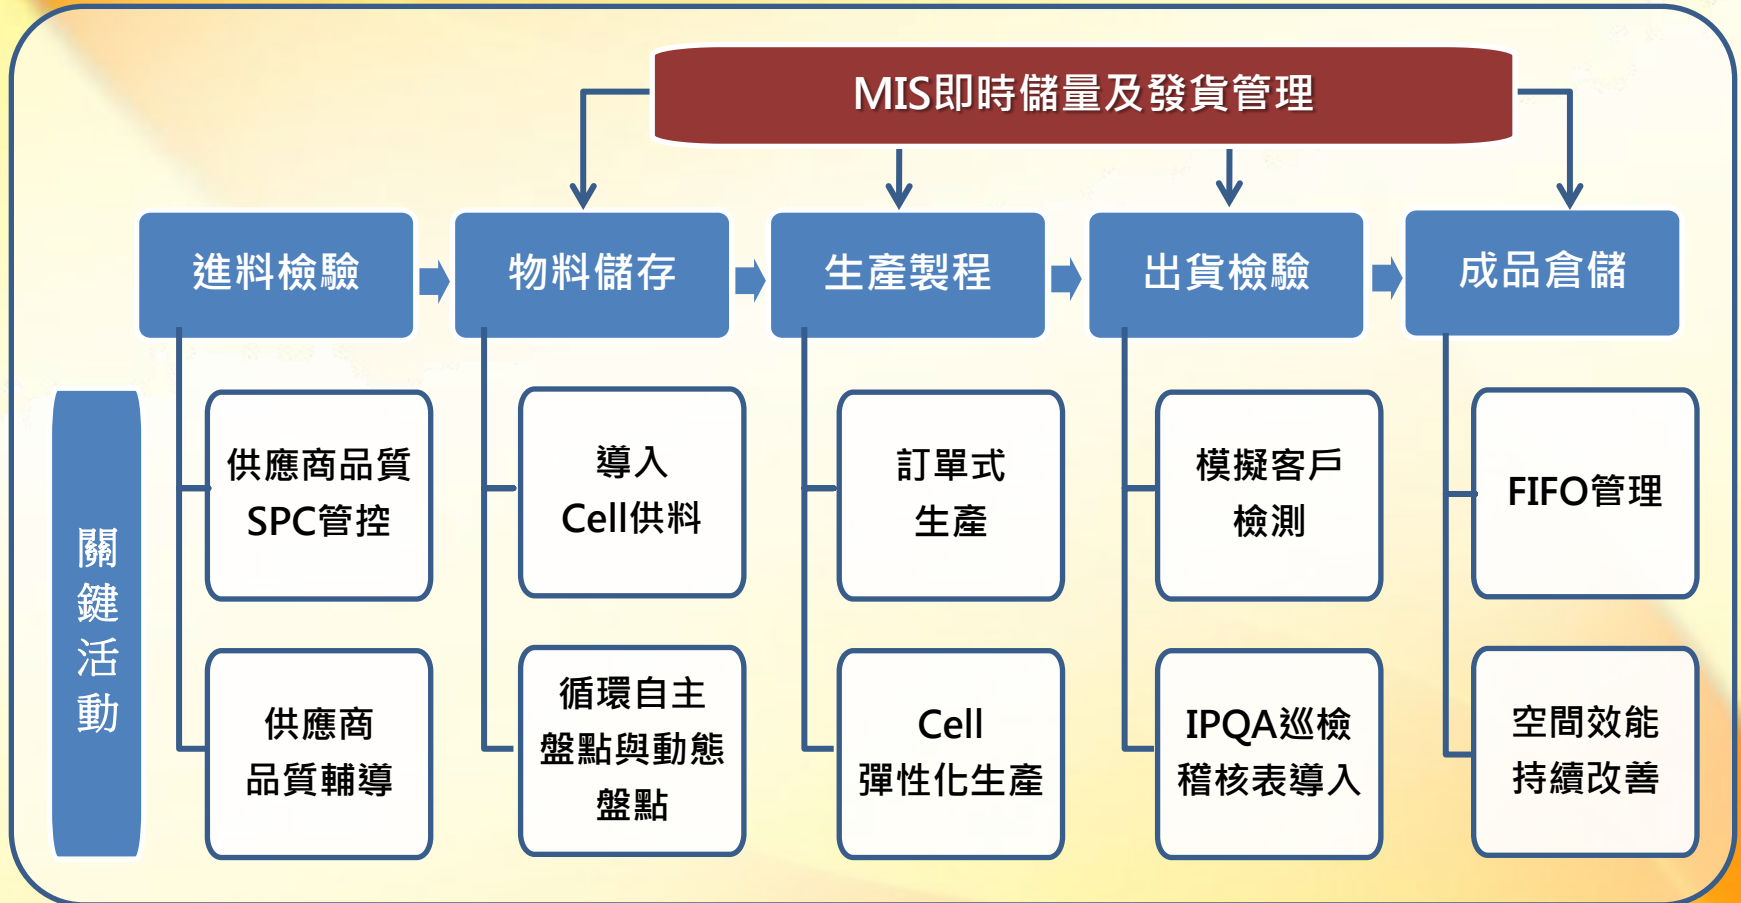 MIS即時儲量及發貨管理
進料檢驗
物料儲存
生產製程
出貨檢驗
成品倉儲
關鍵活動
供應商品質
SPC管控
導入
Cell供料
訂單式
生產
模擬客戶
檢測
FIFO管理
供應商
品質輔導
循環自主
盤點與動態
盤點
Cell
彈性化生產
IPQA巡檢
稽核表導入
空間效能
持續改善